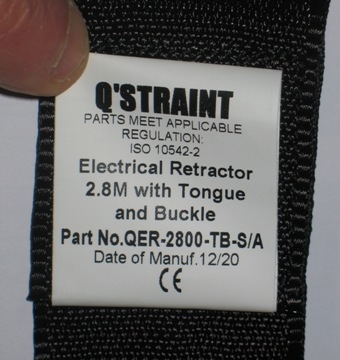 Q'STRAINT
PARTS MEET APPLICABLE
REGULATION:
ISO 10542-2
Electrical Retractor
2.8M with Tongue
and Buckle
Part No.QER-2800-TB-S/A
Date of Manuf.12/20
CE